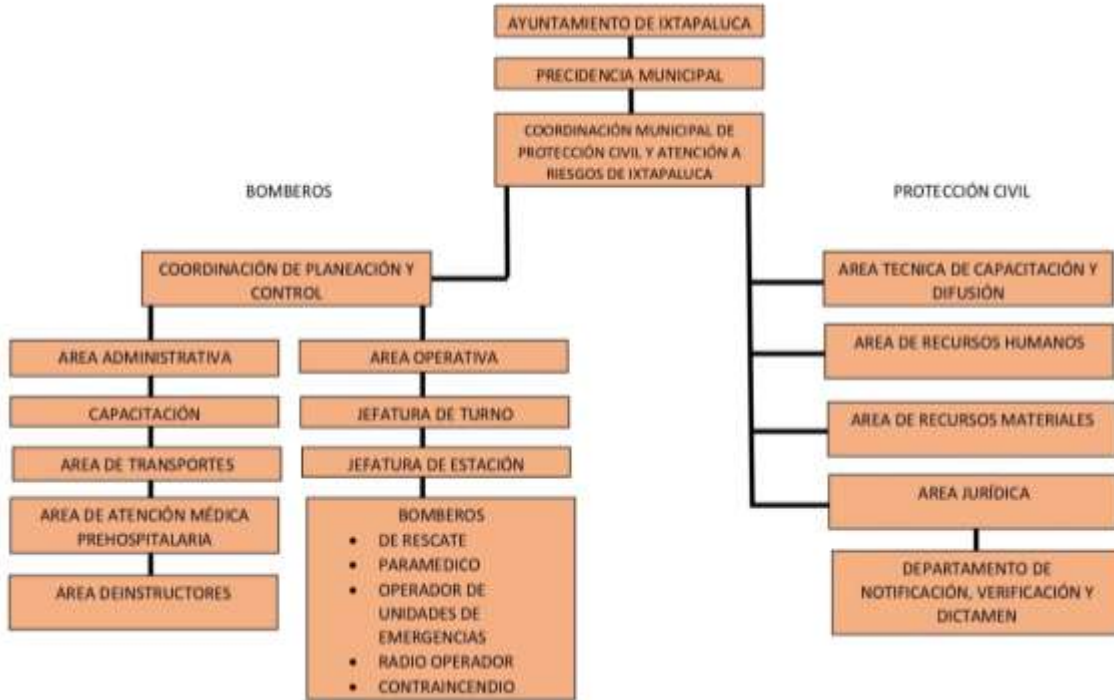 AYUNTAMIENTO DE IXTAPALUCA
PRECIDENCIA MUNICIPAL
COORDINACIÓN MUNICIPAL DE
PROTECCIÓN CIVIL Y ATENCIÓN A
RIESGOS DE IXTAPALUCA
BOMBEROS
COORDINACIÓN DE PLANEACIÓN Y
CONTROL
AREA ADMINISTRATIVA
CAPACITACIÓN
AREA DE TRANSPORTES
AREA DE ATENCIÓN MÉDICA
PREHOSPITALARIA
AREA DEINSTRUCTORES
AREA OPERATIVA
JEFATURA DE TURNO
JEFATURA DE ESTACIÓN
BOMBEROS
• DE RESCATE
• PARAMEDICO
• OPERADOR DE
UNIDADES DE
EMERGENCIAS
• RADIO OPERADOR
• CONTRAINCENDIO
PROTECCIÓN CIVIL
AREA TECNICA DE CAPACITACIÓN Y
DIFUSIÓN
AREA DE RECURSOS HUMANOS
AREA DE RECURSOS MATERIALES
AREA JURÍDICA
DEPARTAMENTO DE
NOTIFICACIÓN, VERIFICACIÓN Y
DICTAMEN